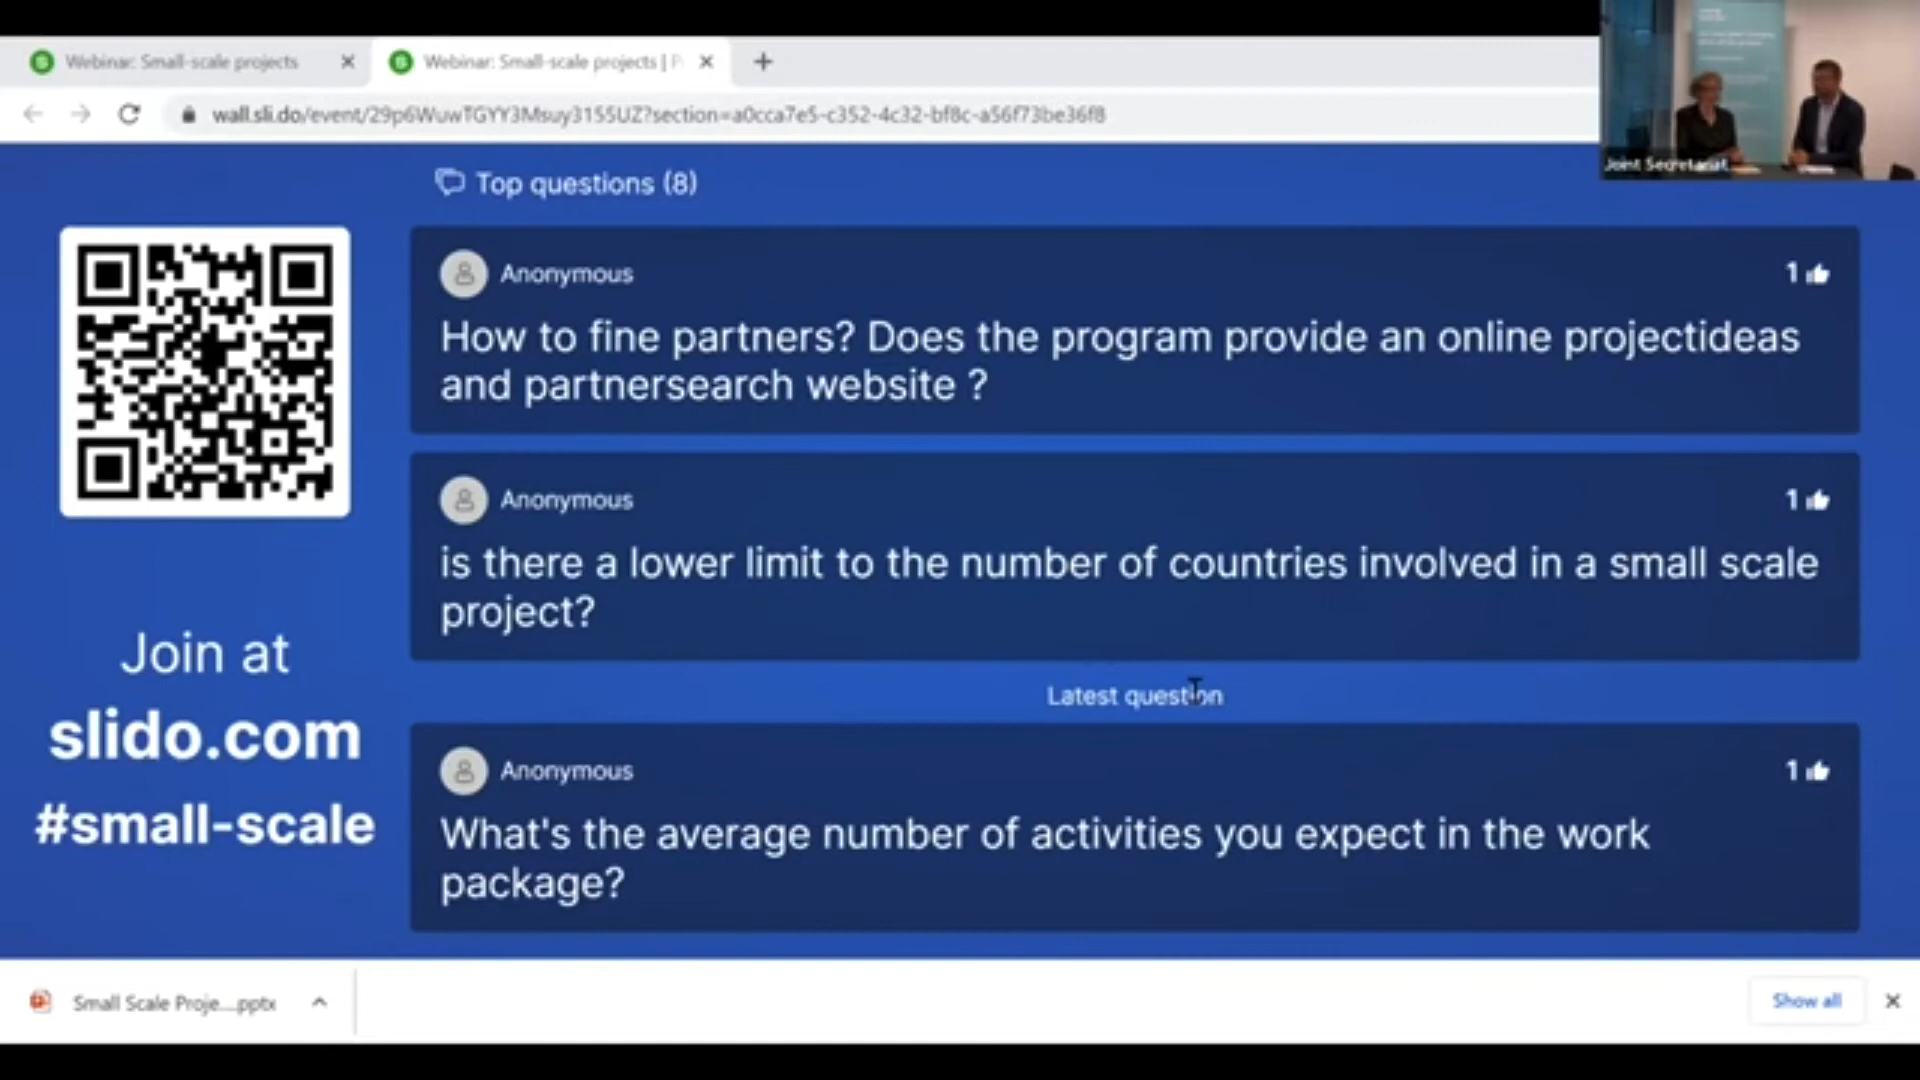 Webinar: Small-scale projects
Webinar: Small-scale projects | P
wall.sli.do/event/29p6WuwTGYY3Msuy3155UZ?section=a0cca7e5-c352-4c32-bf8c-a56f73be36f8
Joint Secretariat
Top questions (8)
Anonymous
1
How to fine partners? Does the program provide an online projectideas
and partnersearch website ?
Anonymous
1
is there a lower limit to the number of countries involved in a small scale
project?
Join at
slido.com
#small-scale
Latest question
Anonymous
1
What's the average number of activities you expect in the work
package?
Small Scale Proje....pptx
Show all